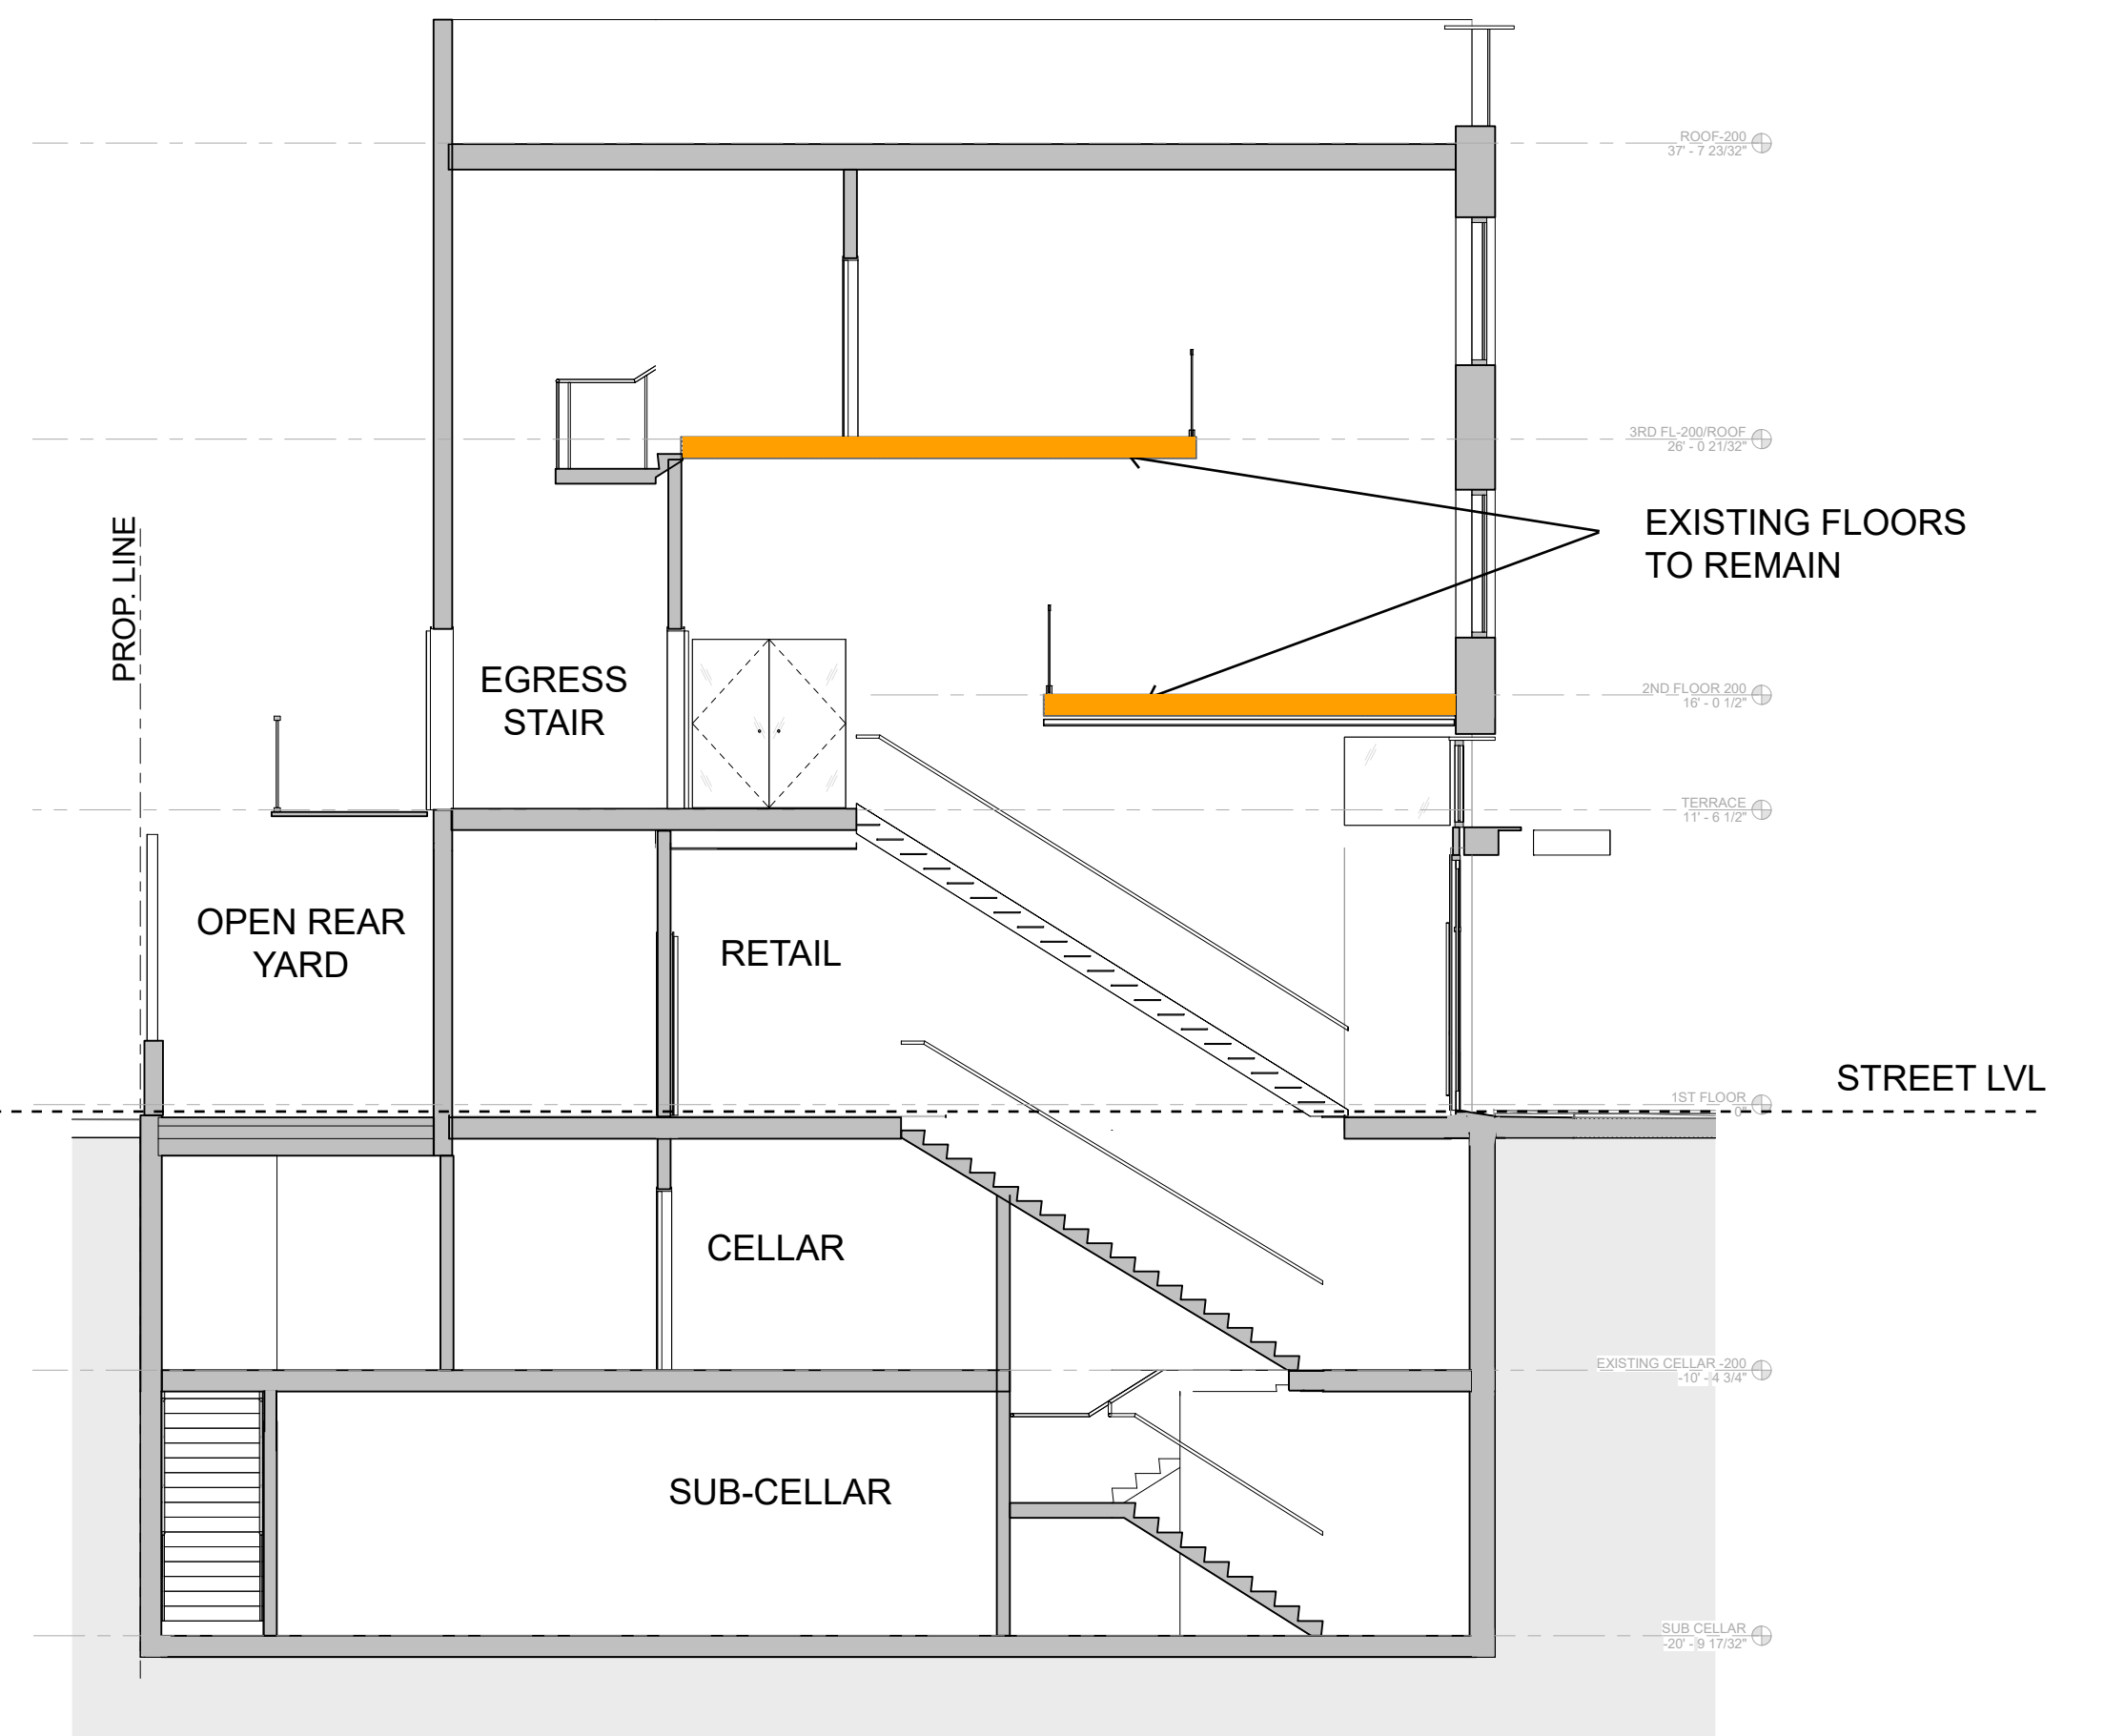 ROOF-200
37' - 7 23/32"
3RD FL-200/ROOF
26' - 0 21/32"
EXISTING FLOORS
TO REMAIN
PROP. LINE
EGRESS
STAIR
2ND FLOOR 200
16' - 0 1/2"
TERRACE
11' - 6 1/2"
OPEN REAR
YARD
RETAIL
STREET LVL
1ST FLOOR
0"
CELLAR
EXISTING CELLAR -200
-10' - 4 3/4"
SUB-CELLAR
SUB CELLAR
-20' - 9 17/32"